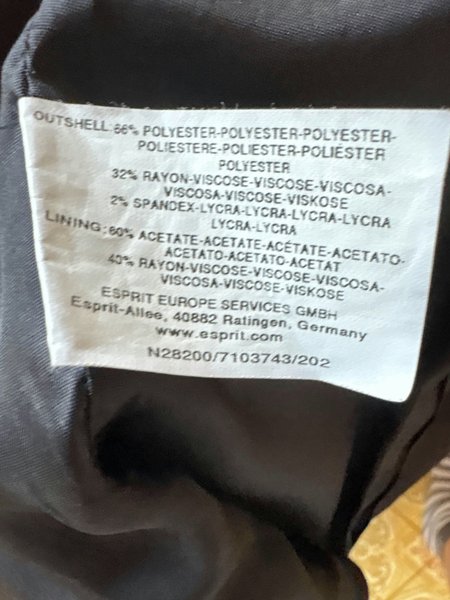 OUTSHELL:66% POLYESTER-POLYESTER-POLYESTER-
POLIESTERE-POLIESTER-POLIÉSTER
POLYESTER
32% RAYON-VISCOSE-VISCOSE-VISCOSA-
VISCOSA-VISCOSE-VISKOSE
2% SPANDEX-LYCRA-LYCRA-LYCRA-LYCRA
LYCRA-LYCRA
LINING:60% ACETATE-ACETATE-ACÉTATE-ACETATO-
ACETATO-ACETATO-ACETAT
40% RAYON-VISCOSE-VISCOSE-VISCOSA-
VISCOSA-VISCOSE-VISKOSE
ESPRIT EUROPE SERVICES GMBH
Esprit-Allee, 40882 Ratingen, Germany
www.esprit.com
N28200/7103743/202